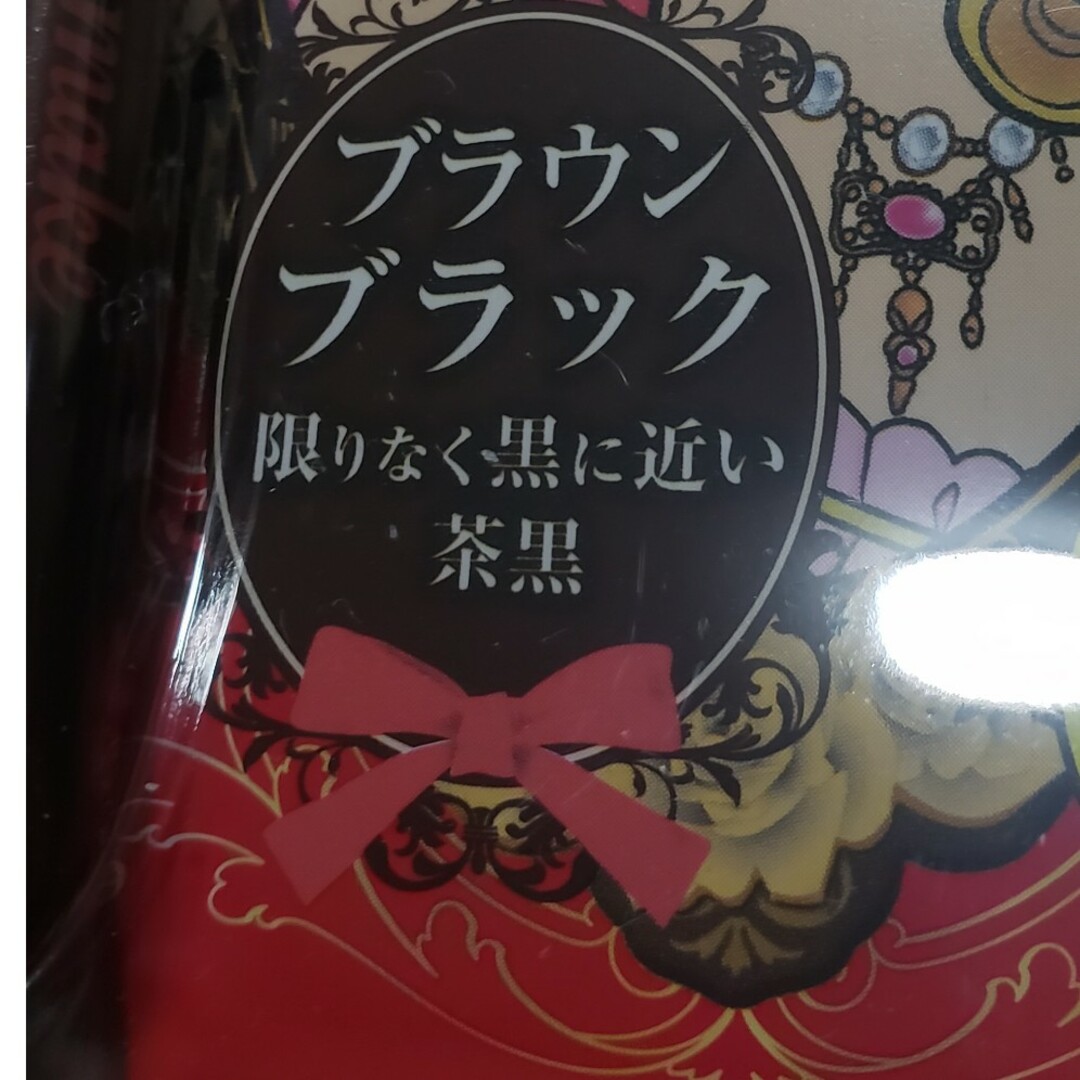 ブラウン
ブラック
限りなく黒に近い
茶黒